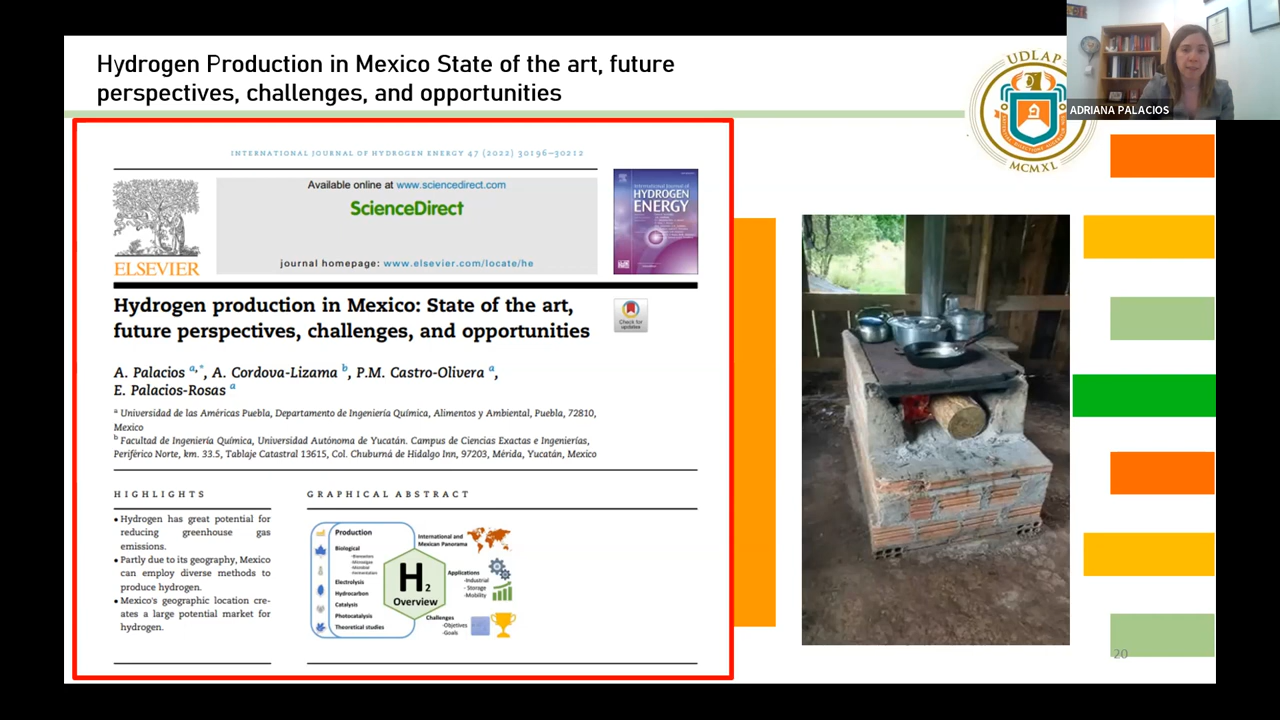 Hydrogen Production in Mexico State of the art, future
perspectives, challenges, and opportunities
UDLAP
MCMXL
ADRIANA PALACIOS
INTERNATIONAL JOURNAL OF HYDROGEN ENERGY 47 (2022) 30196–30212
Available online at www.sciencedirect.com
ScienceDirect
journal homepage: www.elsevier.com/locate/he
ELSEVIER
International Journal of
HYDROGEN
ENERGY
Hydrogen production in Mexico: State of the art,
future perspectives, challenges, and opportunities
Check for
updates
A. Palacios a,*, A. Cordova-Lizama b, P.M. Castro-Olivera a,
E. Palacios-Rosas a
a Universidad de las Américas Puebla, Departamento de Ingeniería Química, Alimentos y Ambiental, Puebla, 72810,
Mexico
b Facultad de Ingeniería Química, Universidad Autónoma de Yucatán. Campus de Ciencias Exactas e Ingenierías,
Periférico Norte, km. 33.5, Tablaje Catastral 13615, Col. Chuburná de Hidalgo Inn, 97203, Mérida, Yucatán, Mexico
HIGHLIGHTS
• Hydrogen has great potential for
reducing greenhouse gas
emissions.
• Partly due to its geography, Mexico
can employ diverse methods to
produce hydrogen.
• Mexico's geographic location cre-
ates a large potential market for
hydrogen.
GRAPHICAL ABSTRACT
Production
Biological
-Microalgae
-Microbial
-Fermentation
Electrolysis
Hydrocarbon
Catalysis
Photocatalysis
Theoretical studies
H2
Overview
International and
Mexican Panorama
Applications
-Industrial
- Storage
-Mobility
Challenges
-Objetives
-Goals
20